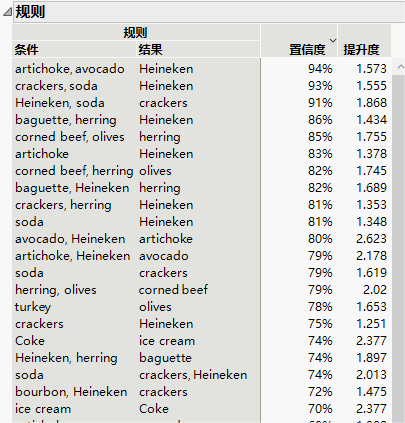 规则
规则
条件 结果 置信度 提升度
artichoke, avocado Heineken 94% 1.573
crackers, soda Heineken 93% 1.555
Heineken, soda crackers 91% 1.868
baguette, herring Heineken 86% 1.434
corned beef, olives herring 85% 1.755
artichoke Heineken 83% 1.378
corned beef, herring olives 82% 1.745
baguette, Heineken herring 82% 1.689
crackers, herring Heineken 81% 1.353
soda Heineken 81% 1.348
avocado, Heineken artichoke 80% 2.623
artichoke, Heineken avocado 79% 2.178
soda crackers 79% 1.619
herring, olives corned beef 79% 2.02
turkey olives 78% 1.653
crackers Heineken 75% 1.251
Coke ice cream 74% 2.377
Heineken, herring baguette 74% 1.897
soda crackers, Heineken 74% 2.013
bourbon, Heineken crackers 72% 1.475
ice cream Coke 70% 2.377